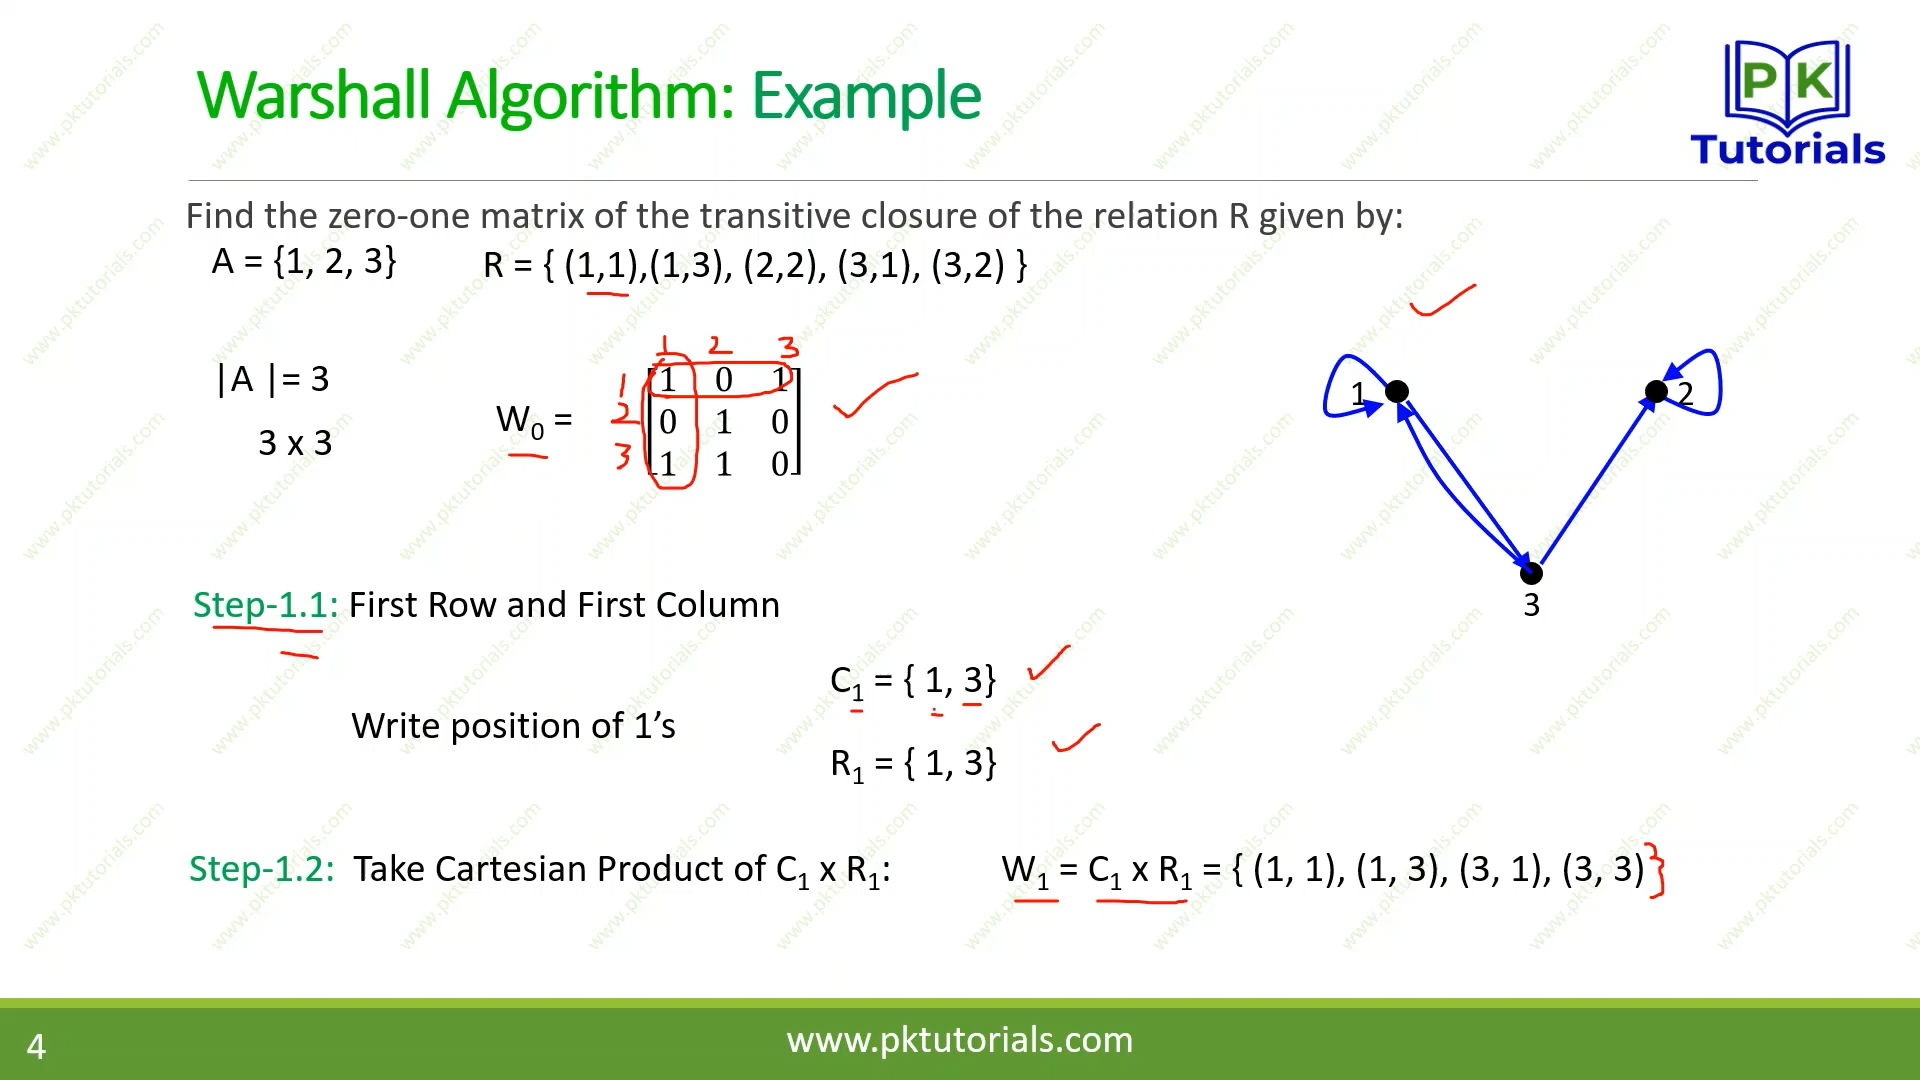 Warshall Algorithm: Example
PK
Tutorials
Find the zero-one matrix of the transitive closure of the relation R given by:
A = {1, 2, 3} R = { (1,1),(1,3), (2,2), (3,1), (3,2) }
1 2 3
|A |= 3
3 x 3
W0 =
1 1 0 1
2 0 1 0
3 1 1 0
1 2
3
Step-1.1: First Row and First Column
C1 = { 1, 3}
Write position of 1’s
R1 = { 1, 3}
Step-1.2: Take Cartesian Product of C1 x R1: W1 = C1 x R1 = { (1, 1), (1, 3), (3, 1), (3, 3)}
4
www.pktutorials.com